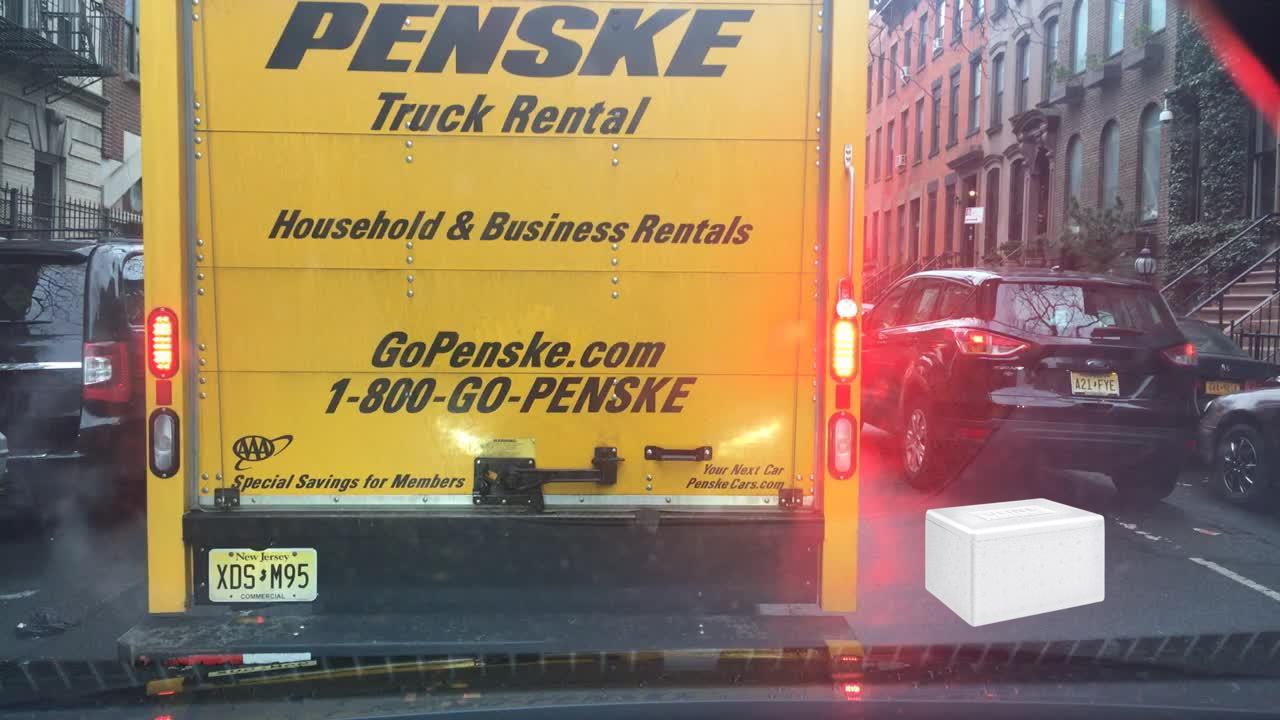 PENSKE
Truck Rental
Household & Business Rentals
GoPenske.com
1-800-GO-PENSKE
WARNING
AAA
Special Savings for Members
Your Next Car
PenskeCars.com
New Jersey
XDS M95
COMMERCIAL
A21 FYE